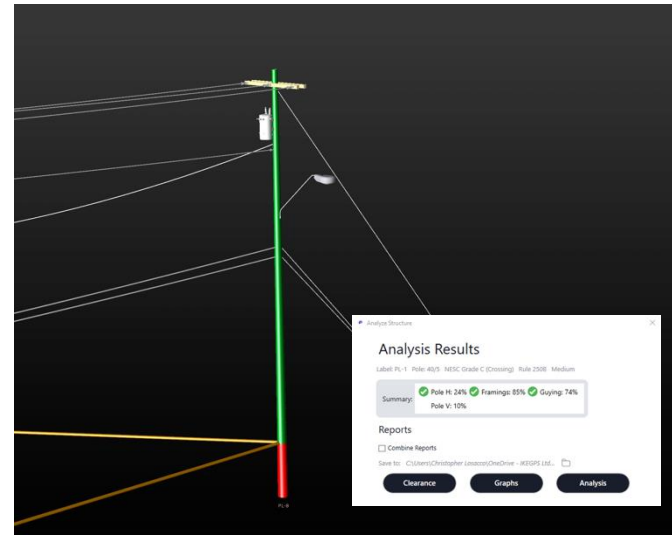 PL-B
Analyze Structure
Analysis Results
Label: PL-1 Pole: 40/5 NESC Grade C (Crossing) Rule 250B Medium
Summary: Pole H: 24% Framings: 85% Guying: 74%
Pole V: 10%
Reports
Combine Reports
Save to: C:\Users\Christopher Lasasso\OneDrive - IKEGPS Ltd...
Clearance Graphs Analysis